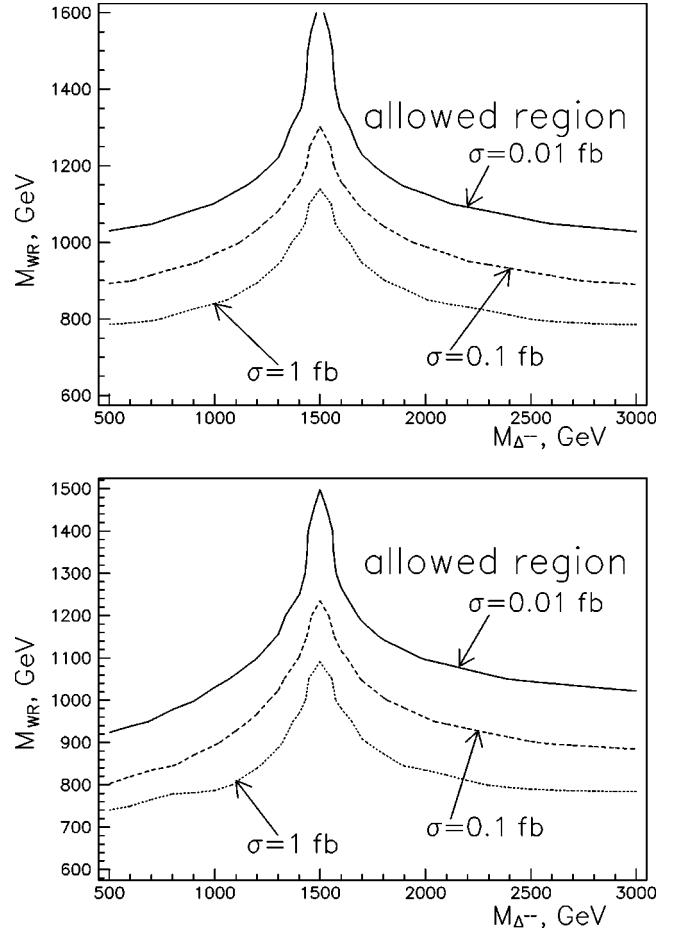 1600
1400
1200
1000
800
600
M_WR, GeV
allowed region
σ=0.01 fb
σ=0.1 fb
σ=1 fb
500 1000 1500 2000 2500 3000
M_Δ--, GeV
1500
1400
1300
1200
1100
1000
900
800
700
600
M_WR, GeV
allowed region
σ=0.01 fb
σ=0.1 fb
σ=1 fb
500 1000 1500 2000 2500 3000
M_Δ--, GeV